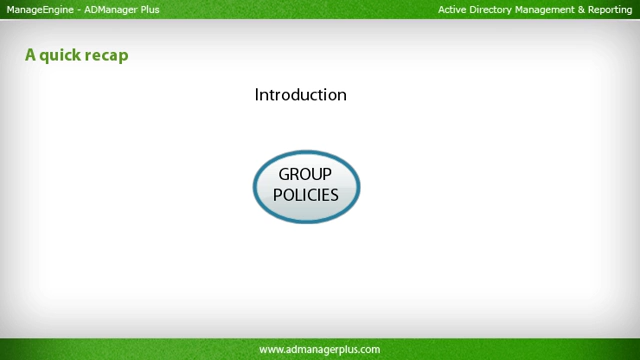 ManageEngine - ADManager Plus
Active Directory Management & Reporting
A quick recap
Introduction
GROUP
POLICIES
www.admanagerplus.com